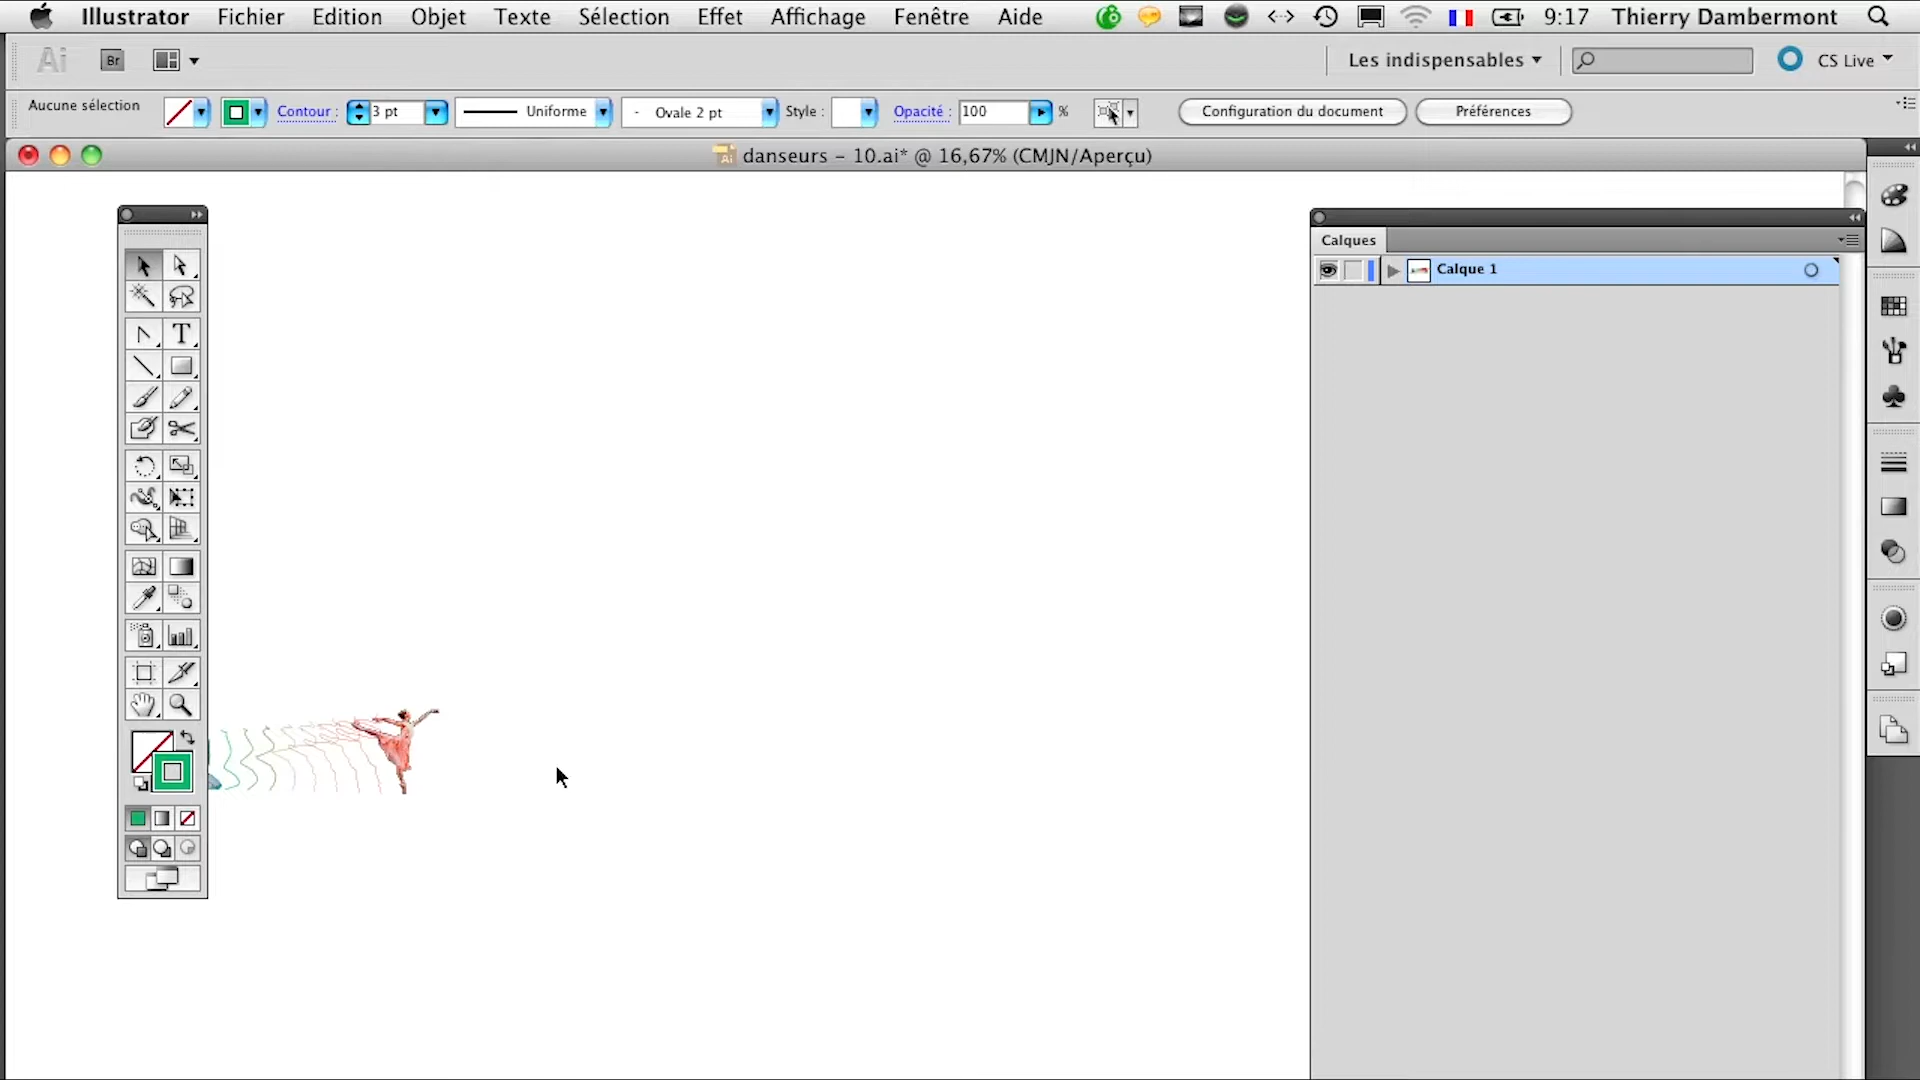 Illustrator Fichier Edition Objet Texte Sélection Effet Affichage Fenêtre Aide 9:17 Thierry Dambermont
Ai Br Les indispensables CS Live
Aucune sélection Contour : 3 pt Uniforme Ovale 2 pt Style : Opacité : 100 % Configuration du document Préférences
danseurs – 10.ai* @ 16,67% (CMJN/Aperçu)
Calques
Calque 1